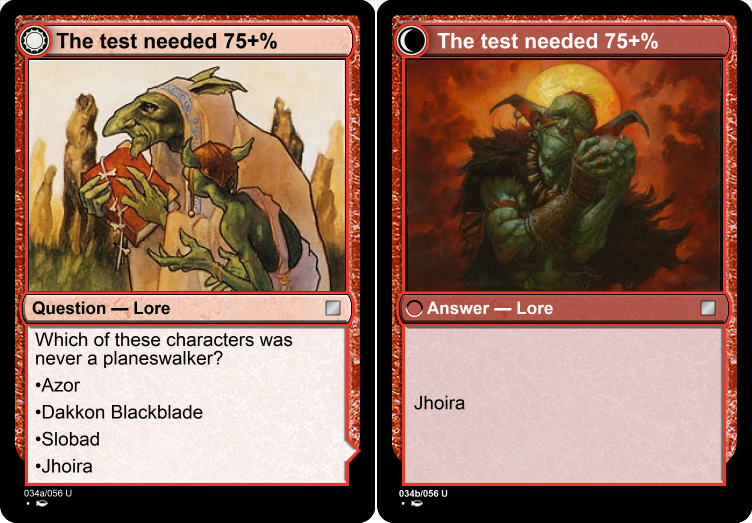 The test needed 75+%
Question — Lore
Which of these characters was
never a planeswalker?
•Azor
•Dakkon Blackblade
•Slobad
•Jhoira
034a/056 U
The test needed 75+%
Answer — Lore
Jhoira
034b/056 U